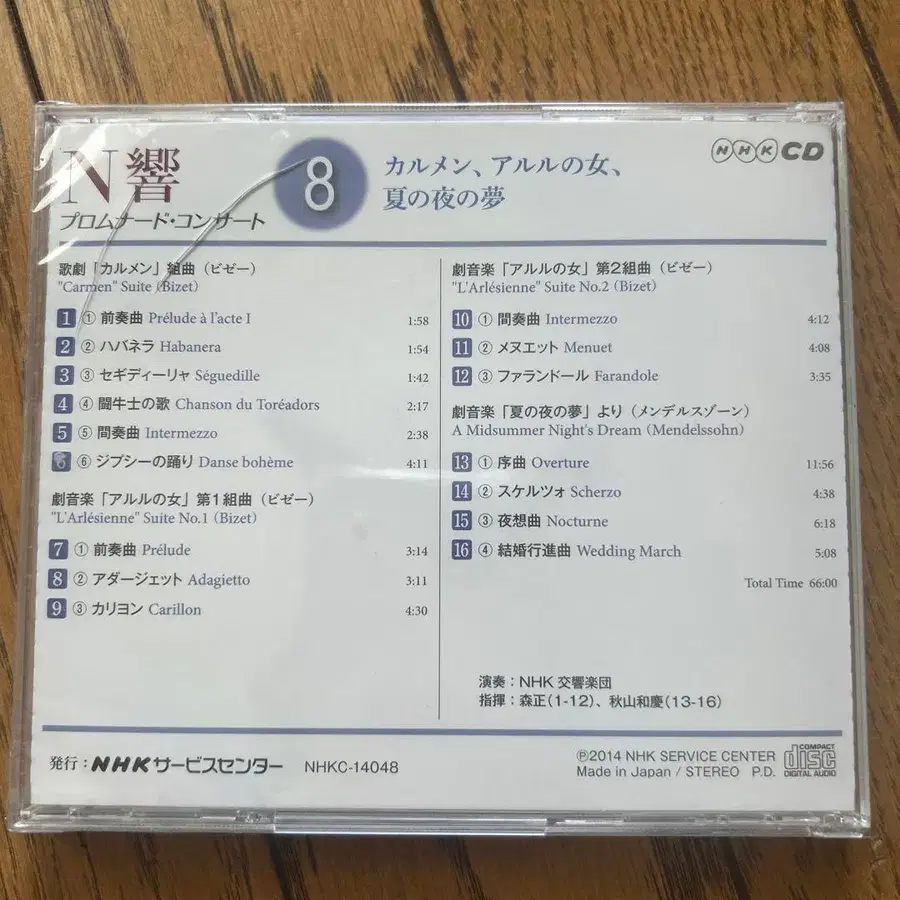 N響
プロムナード・コンサート
8
カルメン、アルルの女、
夏の夜の夢
NHK CD
歌劇「カルメン」組曲（ビゼー）
"Carmen" Suite (Bizet)
1 ① 前奏曲 Prélude à l'acte I 1:58
2 ② ハバネラ Habanera 1:54
3 ③ セギディーリャ Séguedille 1:42
4 ④ 闘牛士の歌 Chanson du Toréadors 2:17
5 ⑤ 間奏曲 Intermezzo 2:38
6 ⑥ ジプシーの踊り Danse bohème 4:11
劇音楽「アルルの女」第1組曲（ビゼー）
"L'Arlésienne" Suite No.1 (Bizet)
7 ① 前奏曲 Prélude 3:14
8 ② アダージェット Adagietto 3:11
9 ③ カリヨン Carillon 4:30
劇音楽「アルルの女」第2組曲（ビゼー）
"L'Arlésienne" Suite No.2 (Bizet)
10 ① 間奏曲 Intermezzo 4:12
11 ② メヌエット Menuet 4:08
12 ③ ファランドール Farandole 3:35
劇音楽「夏の夜の夢」より（メンデルスゾーン）
A Midsummer Night's Dream (Mendelssohn)
13 ① 序曲 Overture 11:56
14 ② スケルツォ Scherzo 4:38
15 ③ 夜想曲 Nocturne 6:18
16 ④ 結婚行進曲 Wedding March 5:08
Total Time 66:00
演奏：NHK 交響楽団
指揮：森正(1-12)、秋山和慶(13-16)
発行：NHKサービスセンター NHKC-14048
℗2014 NHK SERVICE CENTER
Made in Japan / STEREO P.D.
COMPACT
disc
DIGITAL AUDIO